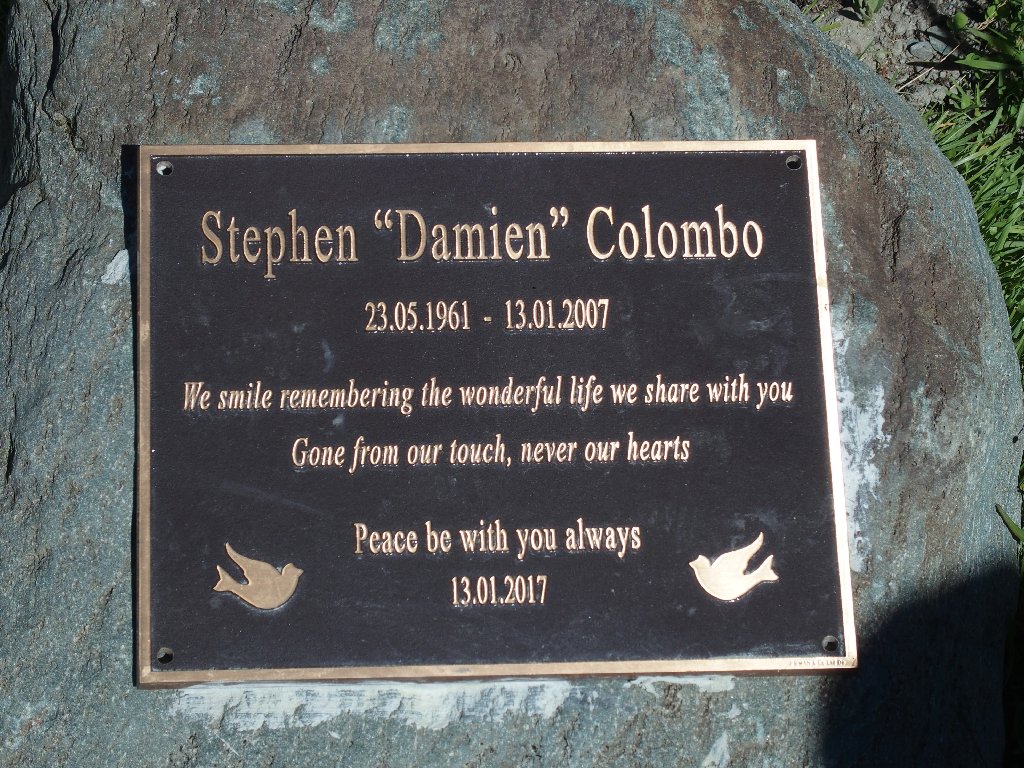 Stephen “Damien” Colombo
23.05.1961 - 13.01.2007
We smile remembering the wonderful life we share with you
Gone from our touch, never our hearts
Peace be with you always
13.01.2017